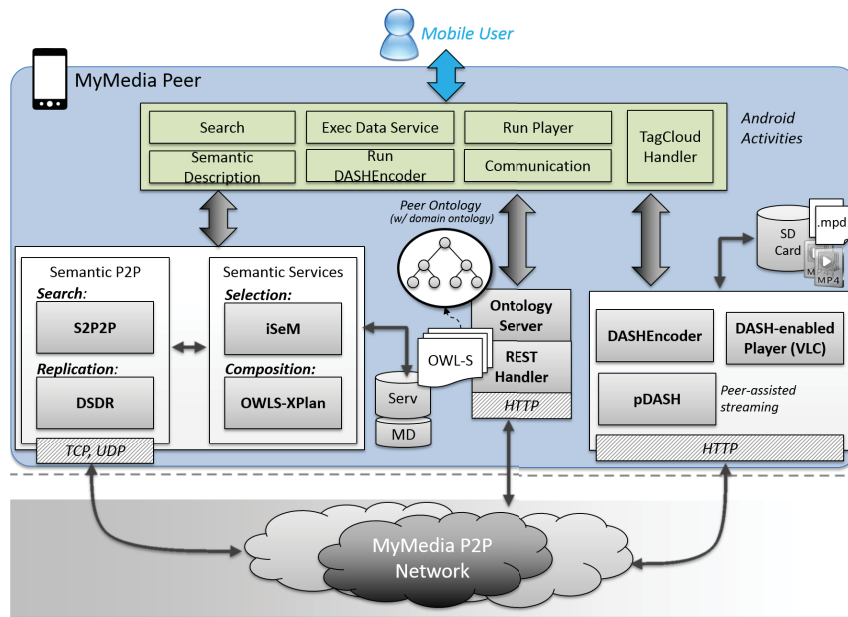 Mobile User
MyMedia Peer
Android
Activities
Search
Exec Data Service
Run Player
TagCloud
Handler
Semantic
Description
Run
DASHEncoder
Communication
Peer Ontology
(w/ domain ontology)
SD
Card
.mpd
MP4
MP4
Semantic P2P
Search:
S2P2P
Replication:
DSDR
TCP, UDP
Semantic Services
Selection:
iSeM
Composition:
OWLS-XPlan
Serv
MD
OWL-S
Ontology
Server
REST
Handler
HTTP
DASHEncoder
DASH-enabled
Player (VLC)
pDASH
Peer-assisted
streaming
HTTP
MyMedia P2P
Network